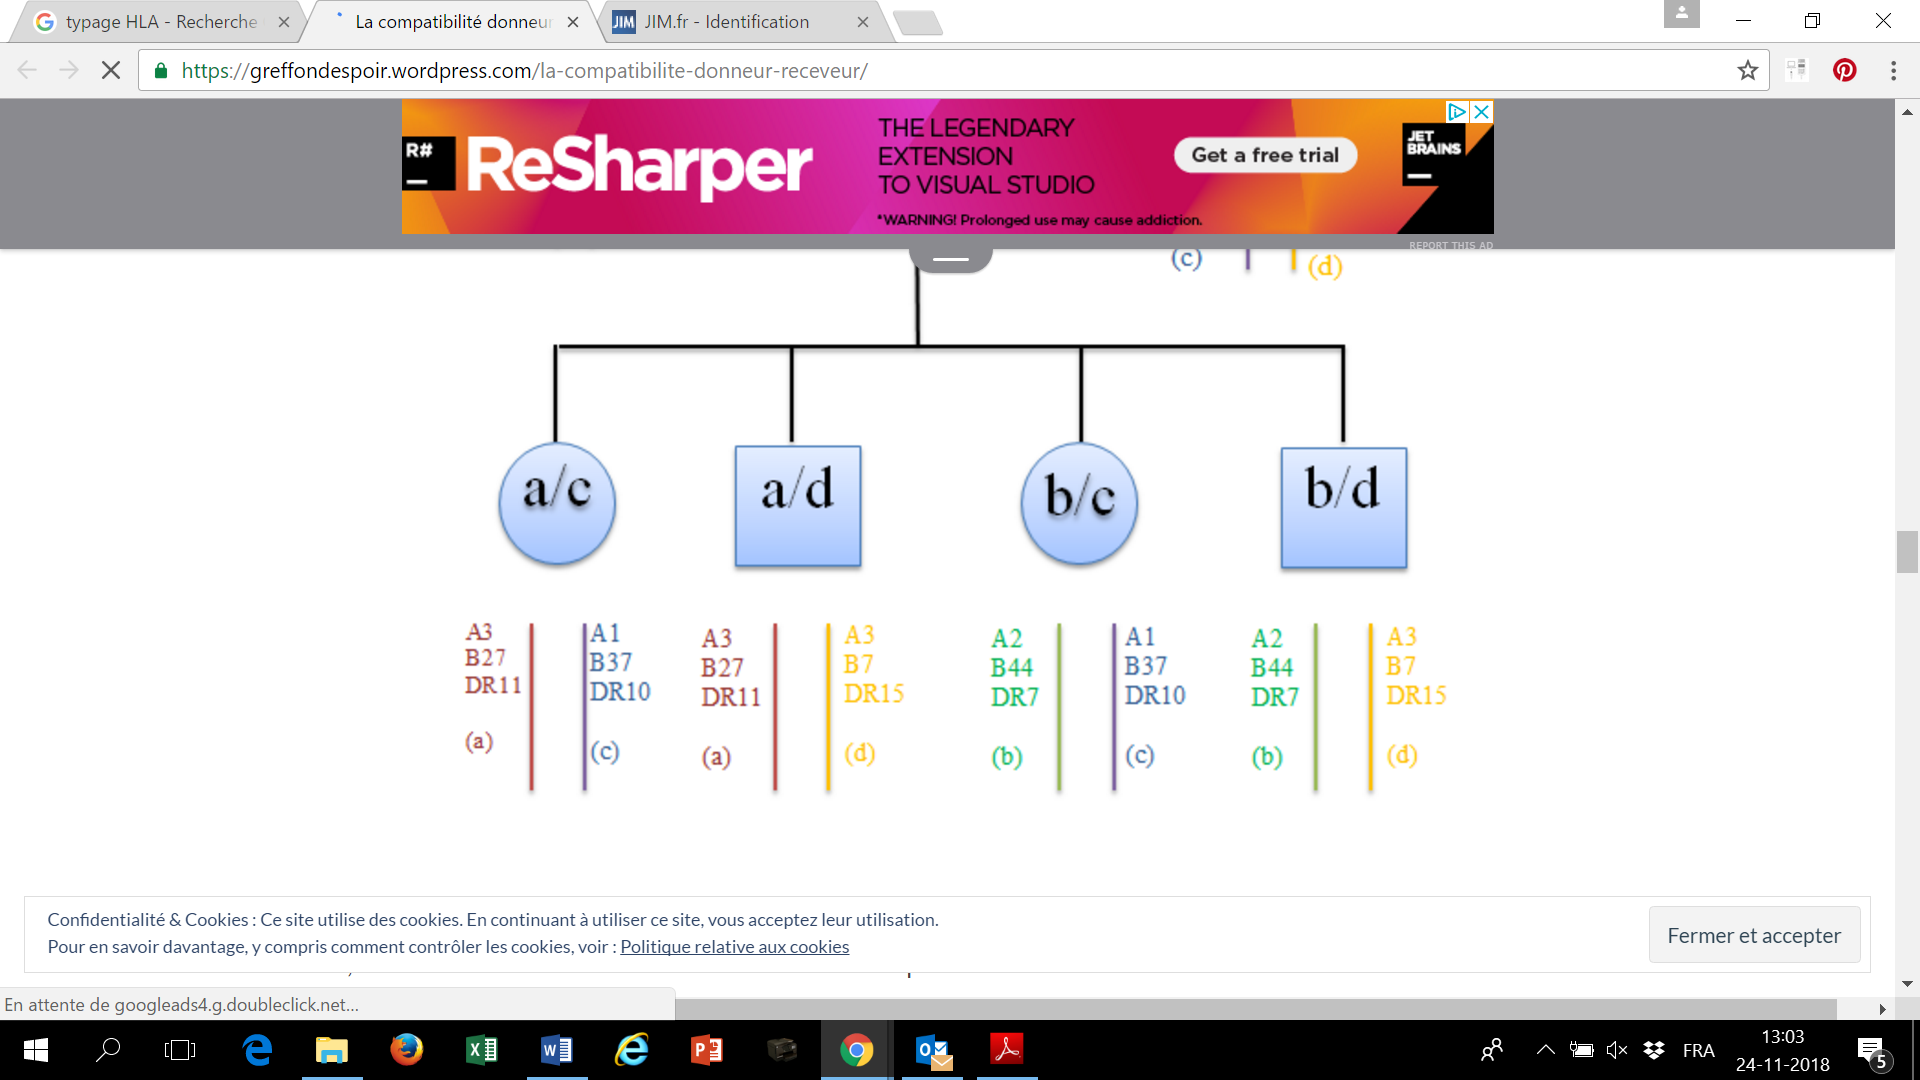 typage HLA - Recherche
La compatibilité donneur
JIM JIM.fr - Identification
https://greffondespoir.wordpress.com/la-compatibilite-donneur-receveur/
R#
ReSharper
THE LEGENDARY
EXTENSION
TO VISUAL STUDIO
*WARNING! Prolonged use may cause addiction.
Get a free trial
JET
BRAINS
REPORT THIS AD
(c) (d)
a/c a/d b/c b/d
A3
B27
DR11
(a)
A1
B37
DR10
(c)
A3
B27
DR11
(a)
A3
B7
DR15
(d)
A2
B44
DR7
(b)
A1
B37
DR10
(c)
A2
B44
DR7
(b)
A3
B7
DR15
(d)
Confidentialité & Cookies : Ce site utilise des cookies. En continuant à utiliser ce site, vous acceptez leur utilisation.
Pour en savoir davantage, y compris comment contrôler les cookies, voir : Politique relative aux cookies
Fermer et accepter
En attente de googleads4.g.doubleclick.net...
FRA
13:03
24-11-2018
5